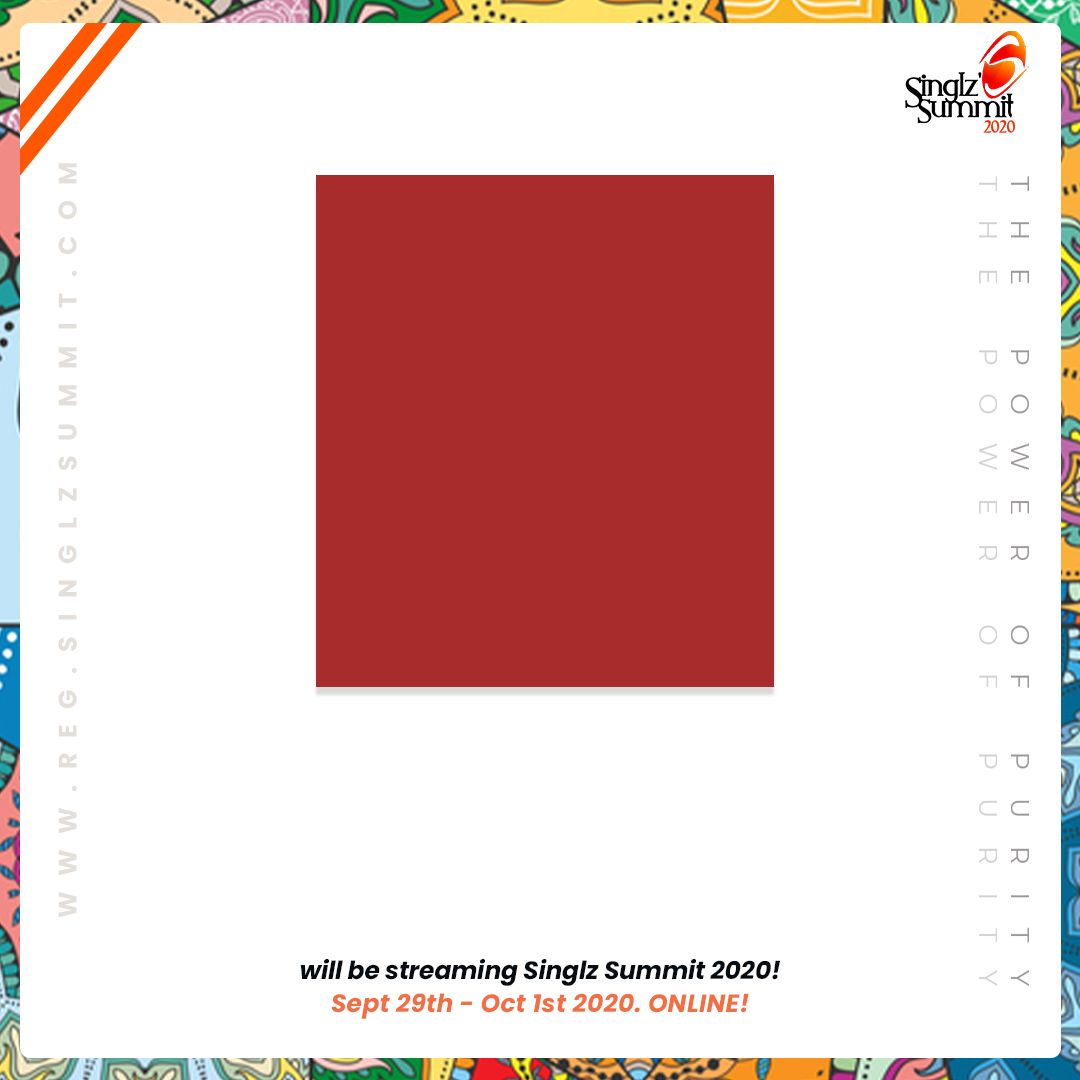 Singlz'
Summit
2020
WWW.REG.SINGLZSUMMIT.COM
THE POWER OF PURITY
THE POWER OF PURITY
will be streaming Singlz Summit 2020!
Sept 29th - Oct 1st 2020. ONLINE!